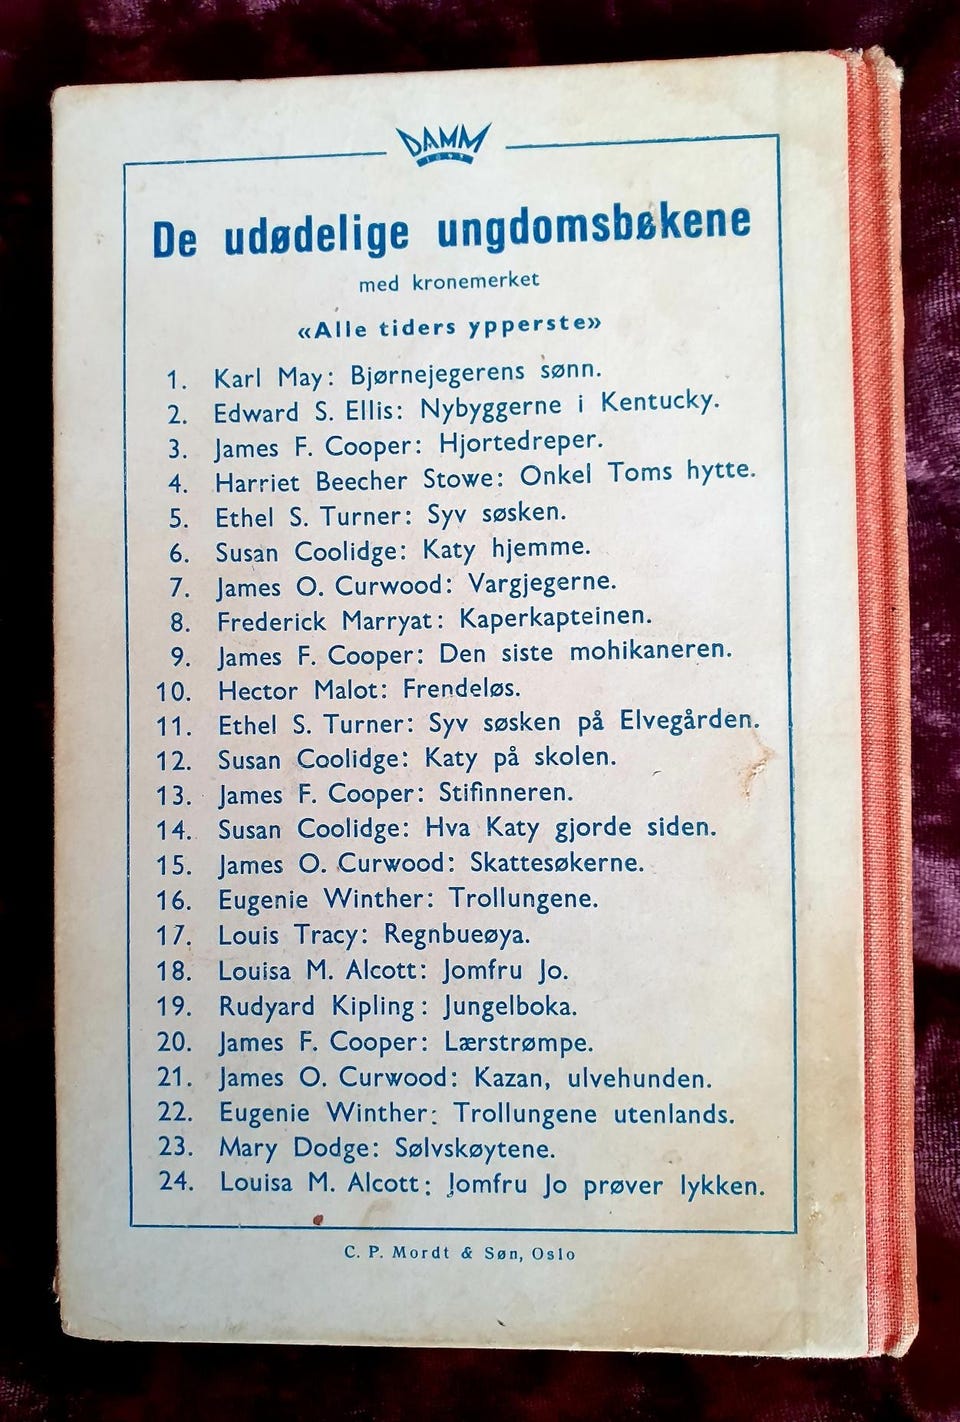 DAMM
1843
De udødelige ungdomsbøkene
med kronemerket
«Alle tiders ypperste»
1. Karl May: Bjørnejegerens sønn.
2. Edward S. Ellis: Nybyggerne i Kentucky.
3. James F. Cooper: Hjortedreper.
4. Harriet Beecher Stowe: Onkel Toms hytte.
5. Ethel S. Turner: Syv søsken.
6. Susan Coolidge: Katy hjemme.
7. James O. Curwood: Vargjegerne.
8. Frederick Marryat: Kaperkapteinen.
9. James F. Cooper: Den siste mohikaneren.
10. Hector Malot: Frendeløs.
11. Ethel S. Turner: Syv søsken på Elvegården.
12. Susan Coolidge: Katy på skolen.
13. James F. Cooper: Stifinneren.
14. Susan Coolidge: Hva Katy gjorde siden.
15. James O. Curwood: Skattesøkerne.
16. Eugenie Winther: Trollungene.
17. Louis Tracy: Regnbueøya.
18. Louisa M. Alcott: Jomfru Jo.
19. Rudyard Kipling: Jungelboka.
20. James F. Cooper: Lærstrømpe.
21. James O. Curwood: Kazan, ulvehunden.
22. Eugenie Winther: Trollungene utenlands.
23. Mary Dodge: Sølvskøytene.
24. Louisa M. Alcott: Jomfru Jo prøver lykken.
C. P. Mordt & Søn, Oslo